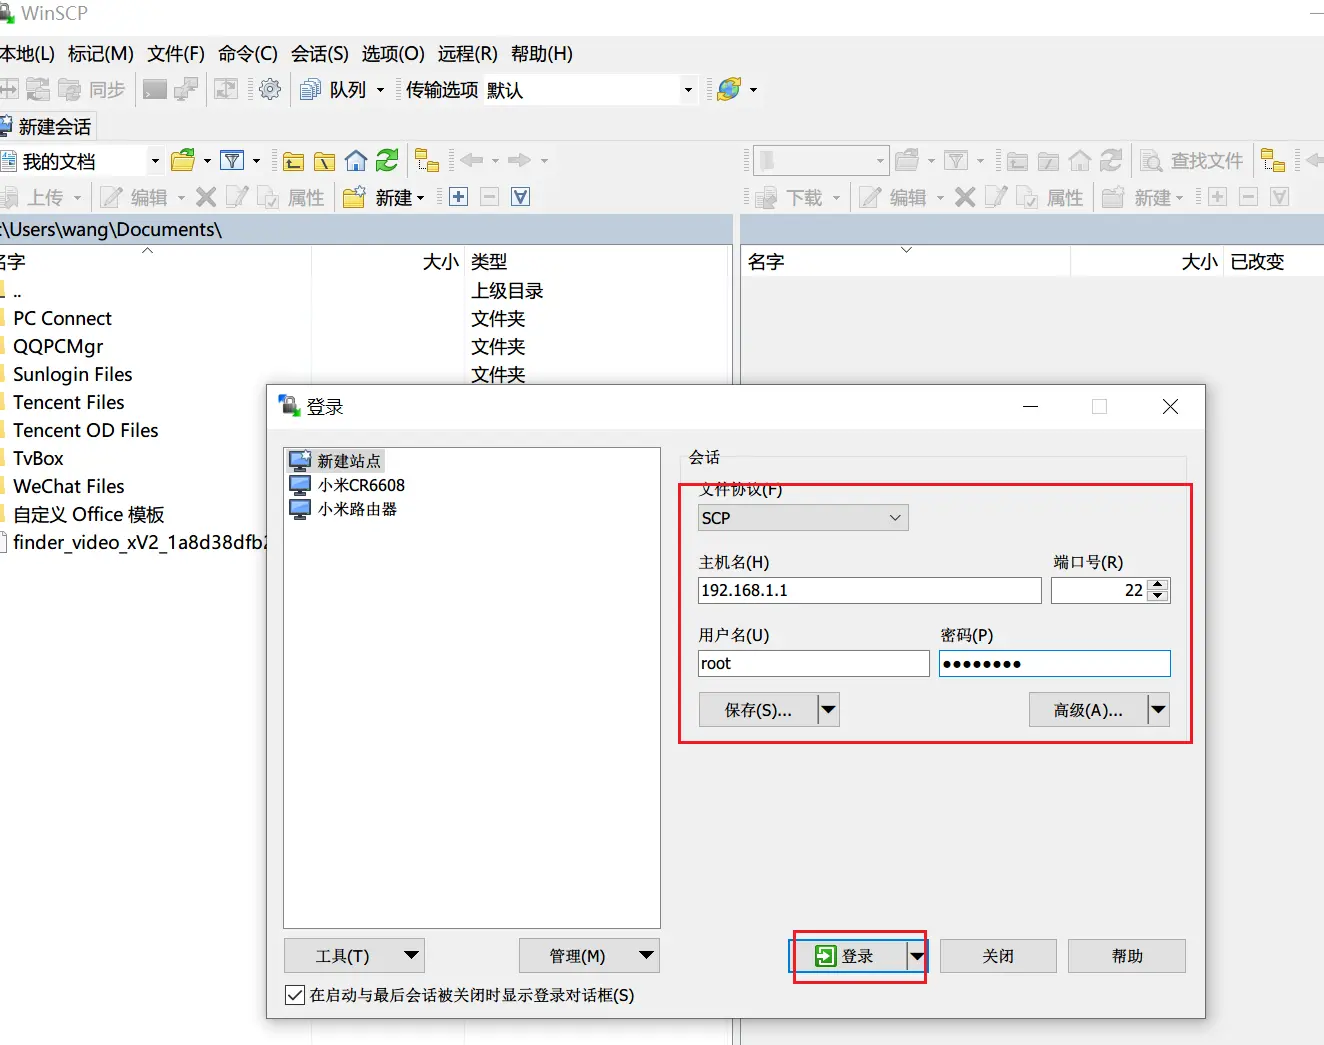 WinSCP
本地(L) 标记(M) 文件(F) 命令(C) 会话(S) 选项(O) 远程(R) 帮助(H)
同步 队列 传输选项 默认
新建会话
我的文档 查找文件
上传 编辑 属性 新建 下载 编辑 属性 新建
:\Users\wang\Documents\
名字 大小 类型 名字 大小 已改变
.. 上级目录
PC Connect 文件夹
QQPCMgr 文件夹
Sunlogin Files 文件夹
Tencent Files
Tencent OD Files
TvBox
WeChat Files
自定义 Office 模板
finder_video_xV2_1a8d38dfb2
登录
新建站点
小米CR6608
小米路由器
会话
文件协议(F)
SCP
主机名(H) 端口号(R)
192.168.1.1 22
用户名(U) 密码(P)
root ●●●●●●●●
保存(S)... 高级(A)...
工具(T) 管理(M) 登录 关闭 帮助
在启动与最后会话被关闭时显示登录对话框(S)